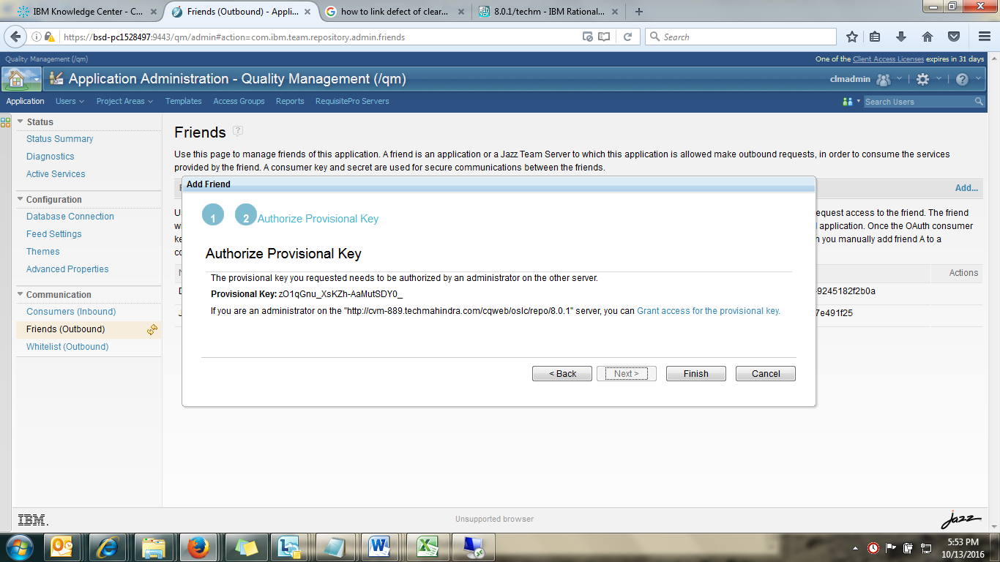 IBM Knowledge Center - C...
Friends (Outbound) - Appli...
how to link defect of clear...
8.0.1/techm - IBM Rational...
https://bsd-pc1528497:9443/qm/admin#action=com.ibm.team.repository.admin.friends
Search
Quality Management (/qm)
One of the Client Access Licenses expires in 31 days
Application Administration - Quality Management (/qm)
clmadmin
Application Users Project Areas Templates Access Groups Reports RequisitePro Servers
Search Users
Status
Status Summary
Diagnostics
Active Services
Configuration
Database Connection
Feed Settings
Themes
Advanced Properties
Communication
Consumers (Inbound)
Friends (Outbound)
Whitelist (Outbound)
Friends ?
Use this page to manage friends of this application. A friend is an application or a Jazz Team Server to which this application is allowed make outbound requests, in order to consume the services
provided by the friend. A consumer key and secret are used for secure communications between the friends.
Add...
equest access to the friend. The friend
application. Once the OAuth consumer
you manually add friend A to a
Actions
9245182f2b0a
7e491f25
Add Friend
1 2 Authorize Provisional Key
Authorize Provisional Key
The provisional key you requested needs to be authorized by an administrator on the other server.
Provisional Key: zO1qGnu_XsKZh-AaMutSDY0_
If you are an administrator on the "http://cvm-889.techmahindra.com/cqweb/oslc/repo/8.0.1" server, you can Grant access for the provisional key.
< Back
Next >
Finish
Cancel
IBM.
Unsupported browser
jazz
5:53 PM
10/13/2016